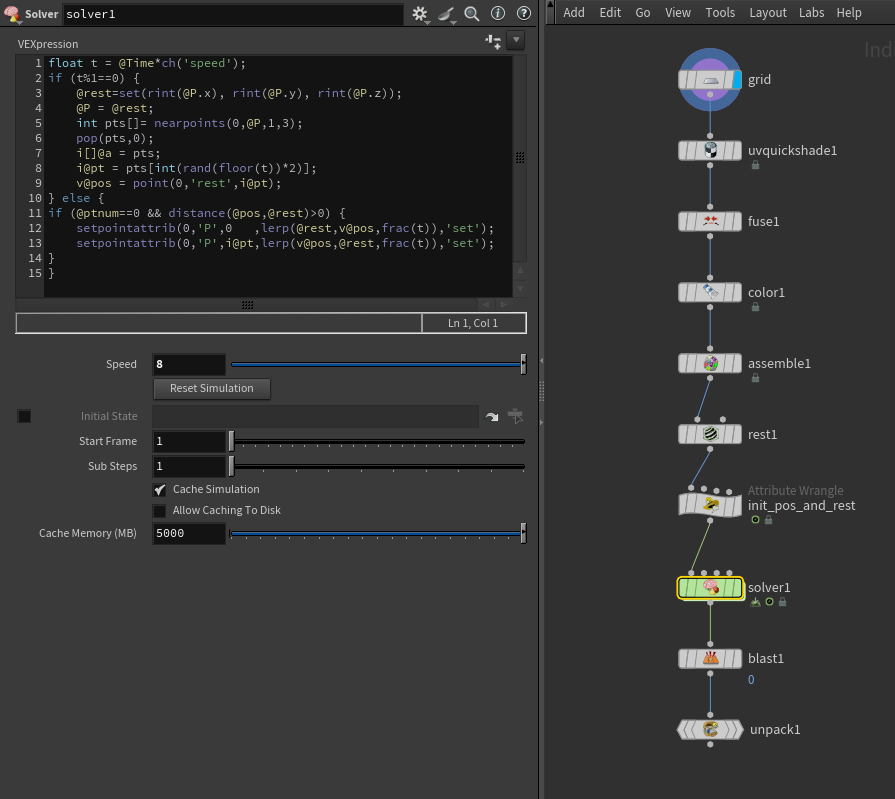 Solver solver1
VEXpression
1 float t = @Time*ch('speed');
2 if (t%1==0) {
3     @rest=set(rint(@P.x), rint(@P.y), rint(@P.z));
4     @P = @rest;
5     int pts[]= nearpoints(0,@P,1,3);
6     pop(pts,0);
7     i[]@a = pts;
8     i@pt = pts[int(rand(floor(t))*2)];
9     v@pos = point(0,'rest',i@pt);
10 } else {
11 if (@ptnum==0 && distance(@pos,@rest)>0) {
12     setpointattrib(0,'P',0   ,lerp(@rest,v@pos,frac(t)),'set');
13     setpointattrib(0,'P',i@pt,lerp(v@pos,@rest,frac(t)),'set');
14 }
15 }
Ln 1, Col 1
Speed 8
Reset Simulation
Initial State
Start Frame 1
Sub Steps 1
Cache Simulation
Allow Caching To Disk
Cache Memory (MB) 5000
Add Edit Go View Tools Layout Labs Help
Ind
grid
uvquickshade1
fuse1
color1
assemble1
rest1
Attribute Wrangle
init_pos_and_rest
solver1
blast1
0
unpack1